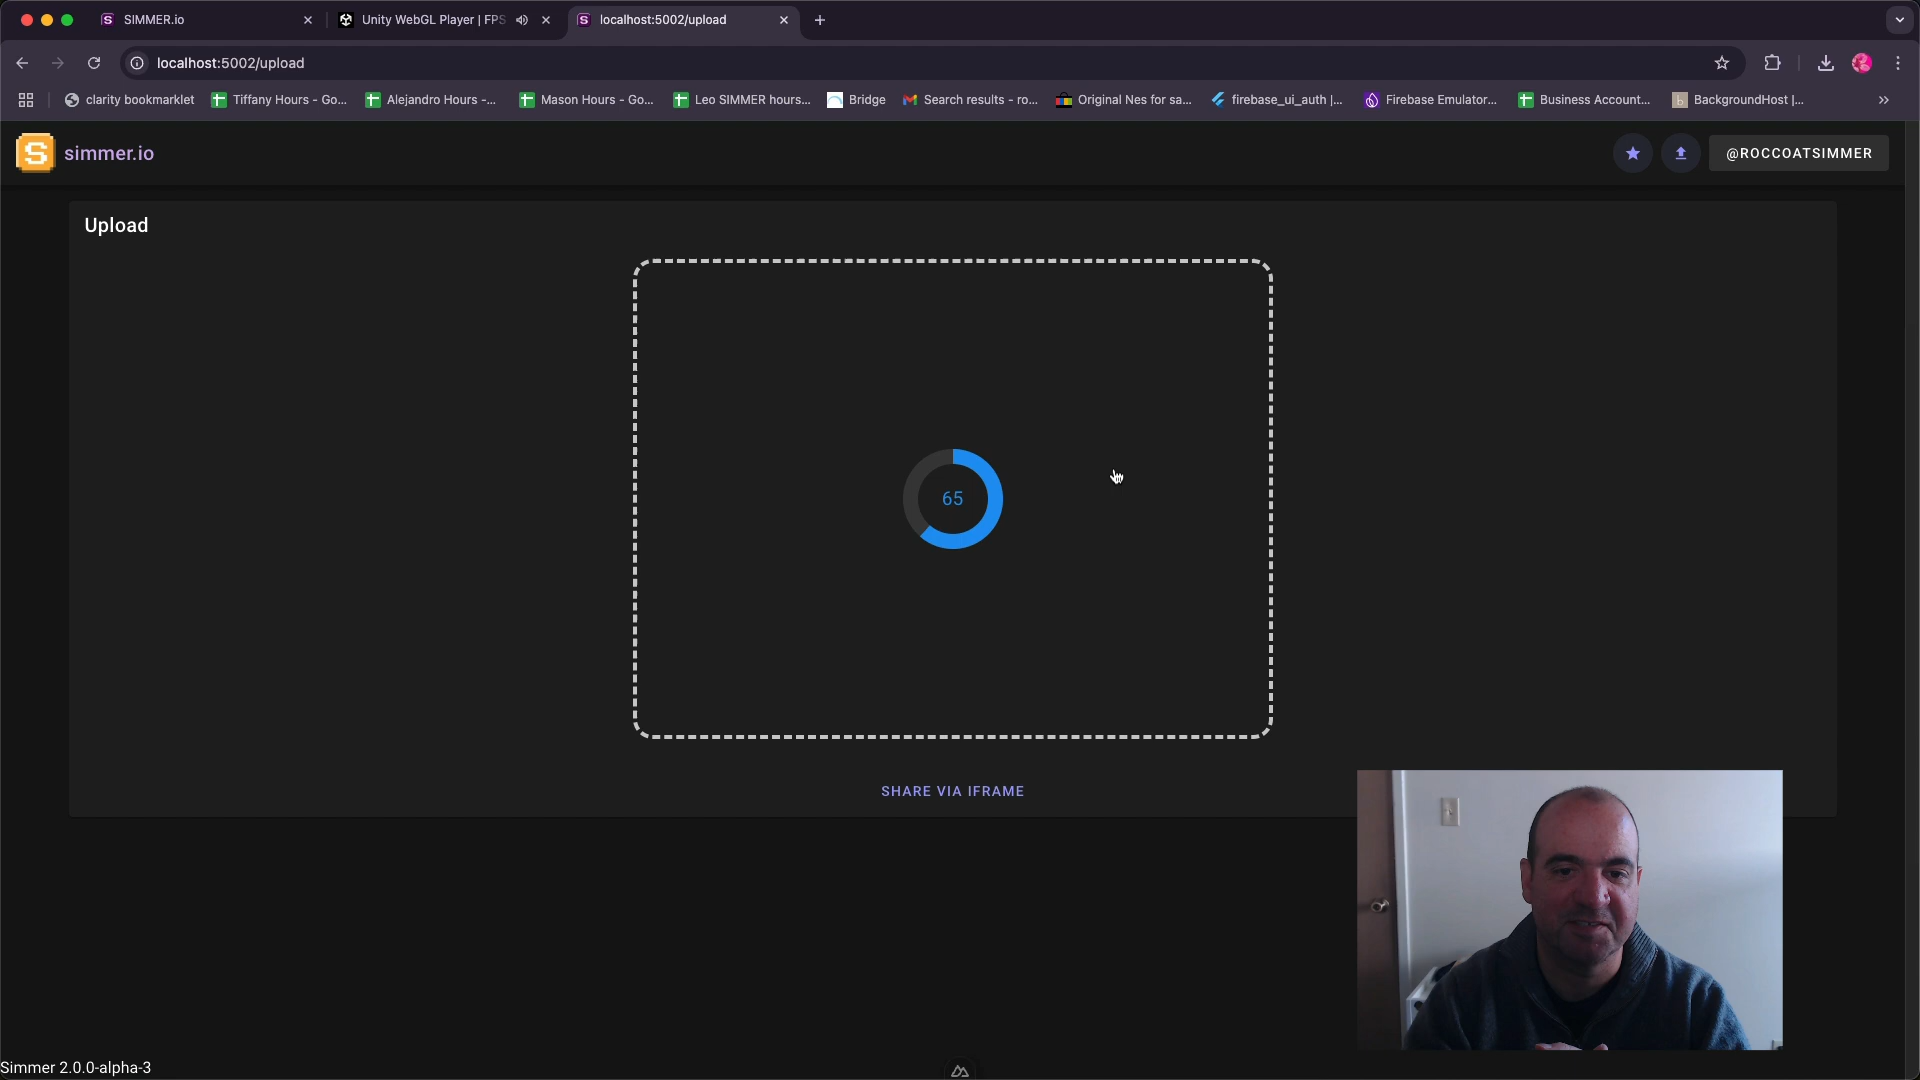 SIMMER.io
Unity WebGL Player | FPS
localhost:5002/upload
localhost:5002/upload
clarity bookmarklet
Tiffany Hours - Go...
Alejandro Hours -...
Mason Hours - Go...
Leo SIMMER hours...
Bridge
Search results - ro...
Original Nes for sa...
firebase_ui_auth |...
Firebase Emulator...
Business Account...
BackgroundHost |...
simmer.io
@ROCCOATSIMMER
Upload
65
SHARE VIA IFRAME
Simmer 2.0.0-alpha-3